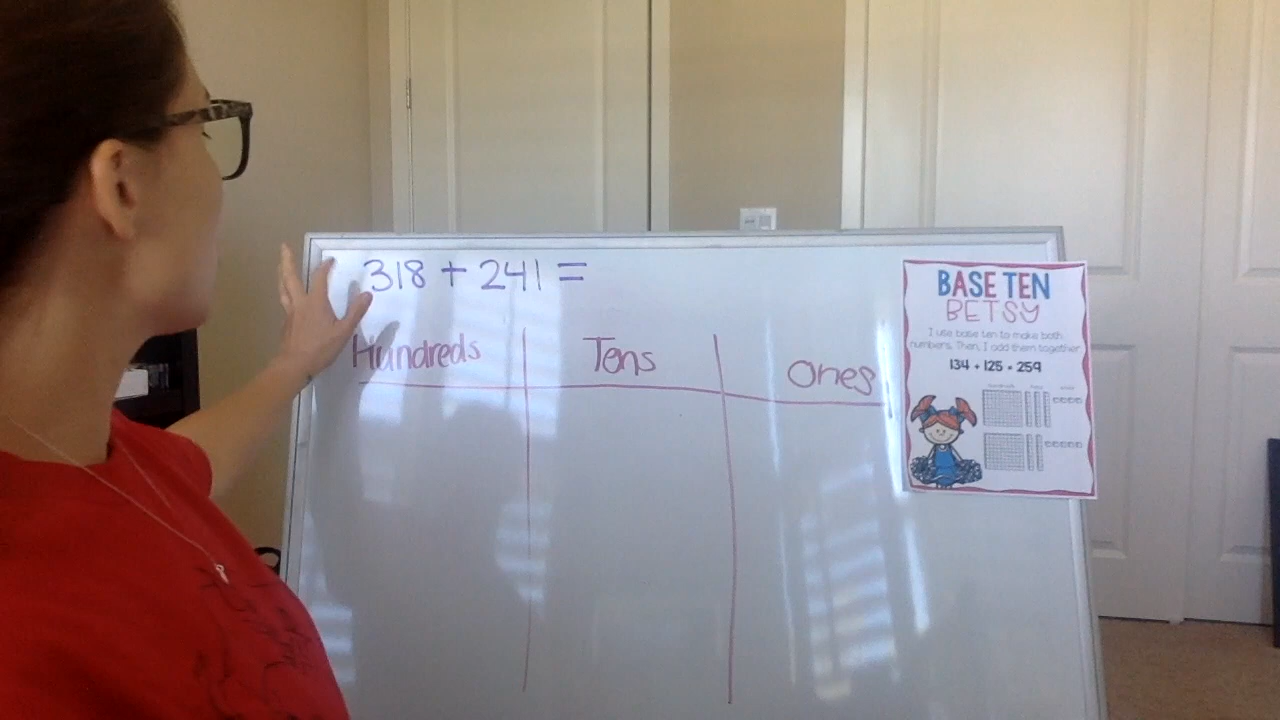 318 + 241 =
Hundreds Tens Ones
BASE TEN
BETSY
I use base ten to make both
numbers. Then, I add them together
134 + 125 = 259